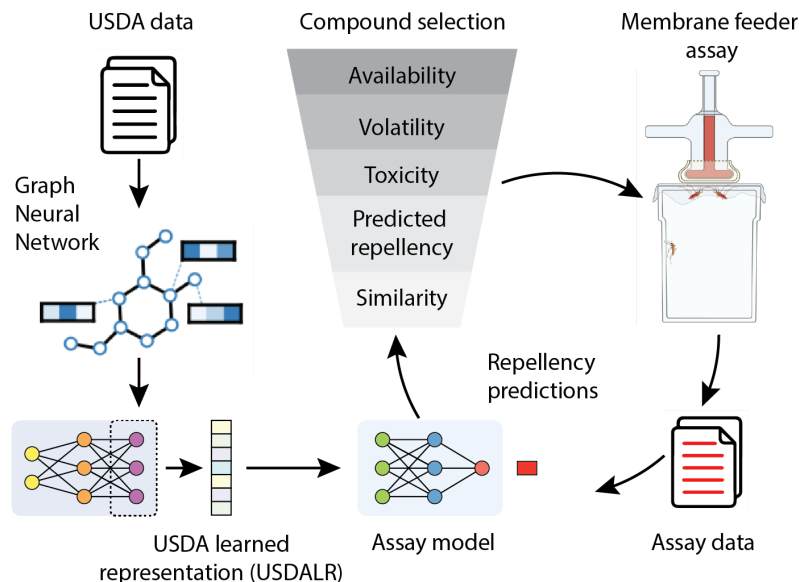 USDA data
Compound selection
Membrane feeder
assay
Availability
Volatility
Toxicity
Predicted
repellency
Similarity
Graph
Neural
Network
Repellency
predictions
USDA learned
representation (USDALR)
Assay model
Assay data